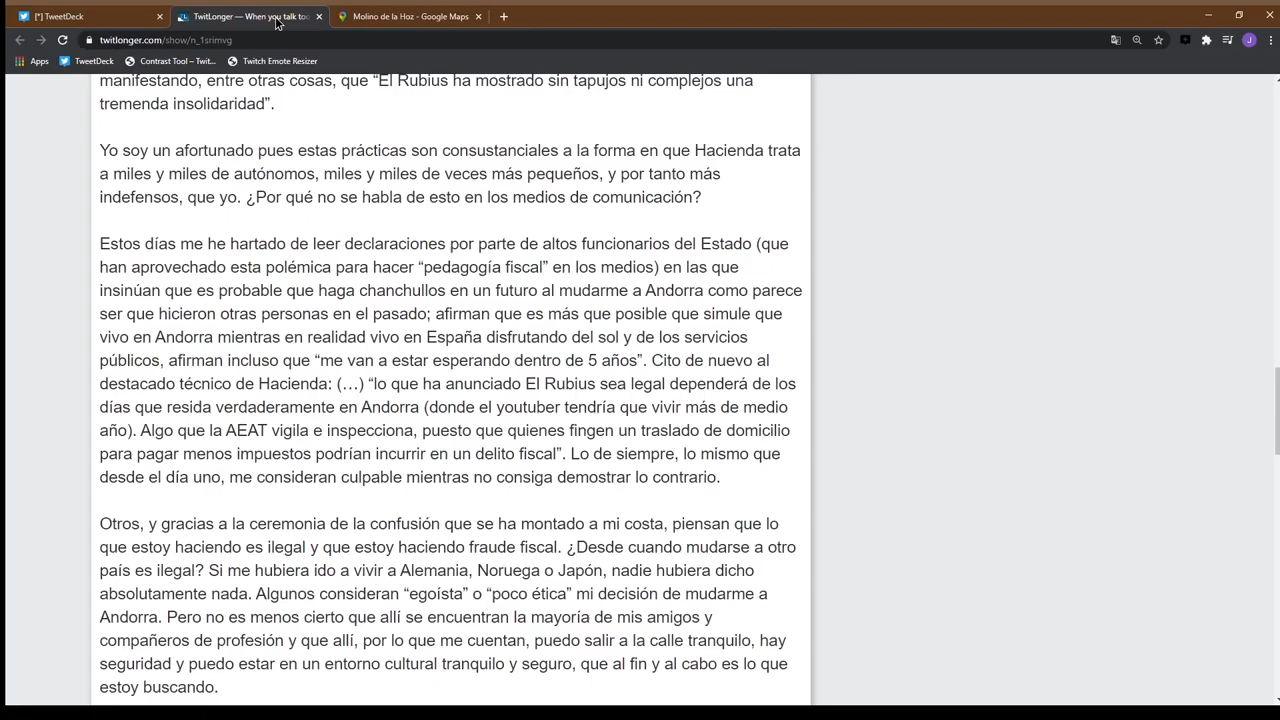 [*] TweetDeck
TwitLonger — When you talk too
Molino de la Hoz - Google Maps
twitlonger.com/show/n_1srimvg
J
Apps
TweetDeck
Contrast Tool – Twit...
Twitch Emote Resizer
manifestando, entre otras cosas, que “El Rubius ha mostrado sin tapujos ni complejos una
tremenda insolidaridad”.
Yo soy un afortunado pues estas prácticas son consustanciales a la forma en que Hacienda trata
a miles y miles de autónomos, miles y miles de veces más pequeños, y por tanto más
indefensos, que yo. ¿Por qué no se habla de esto en los medios de comunicación?
Estos días me he hartado de leer declaraciones por parte de altos funcionarios del Estado (que
han aprovechado esta polémica para hacer “pedagogía fiscal” en los medios) en las que
insinúan que es probable que haga chanchullos en un futuro al mudarme a Andorra como parece
ser que hicieron otras personas en el pasado; afirman que es más que posible que simule que
vivo en Andorra mientras en realidad vivo en España disfrutando del sol y de los servicios
públicos, afirman incluso que “me van a estar esperando dentro de 5 años”. Cito de nuevo al
destacado técnico de Hacienda: (…) “lo que ha anunciado El Rubius sea legal dependerá de los
días que resida verdaderamente en Andorra (donde el youtuber tendría que vivir más de medio
año). Algo que la AEAT vigila e inspecciona, puesto que quienes fingen un traslado de domicilio
para pagar menos impuestos podrían incurrir en un delito fiscal”. Lo de siempre, lo mismo que
desde el día uno, me consideran culpable mientras no consiga demostrar lo contrario.
Otros, y gracias a la ceremonia de la confusión que se ha montado a mi costa, piensan que lo
que estoy haciendo es ilegal y que estoy haciendo fraude fiscal. ¿Desde cuando mudarse a otro
país es ilegal? Si me hubiera ido a vivir a Alemania, Noruega o Japón, nadie hubiera dicho
absolutamente nada. Algunos consideran “egoísta” o “poco ética” mi decisión de mudarme a
Andorra. Pero no es menos cierto que allí se encuentran la mayoría de mis amigos y
compañeros de profesión y que allí, por lo que me cuentan, puedo salir a la calle tranquilo, hay
seguridad y puedo estar en un entorno cultural tranquilo y seguro, que al fin y al cabo es lo que
estoy buscando.